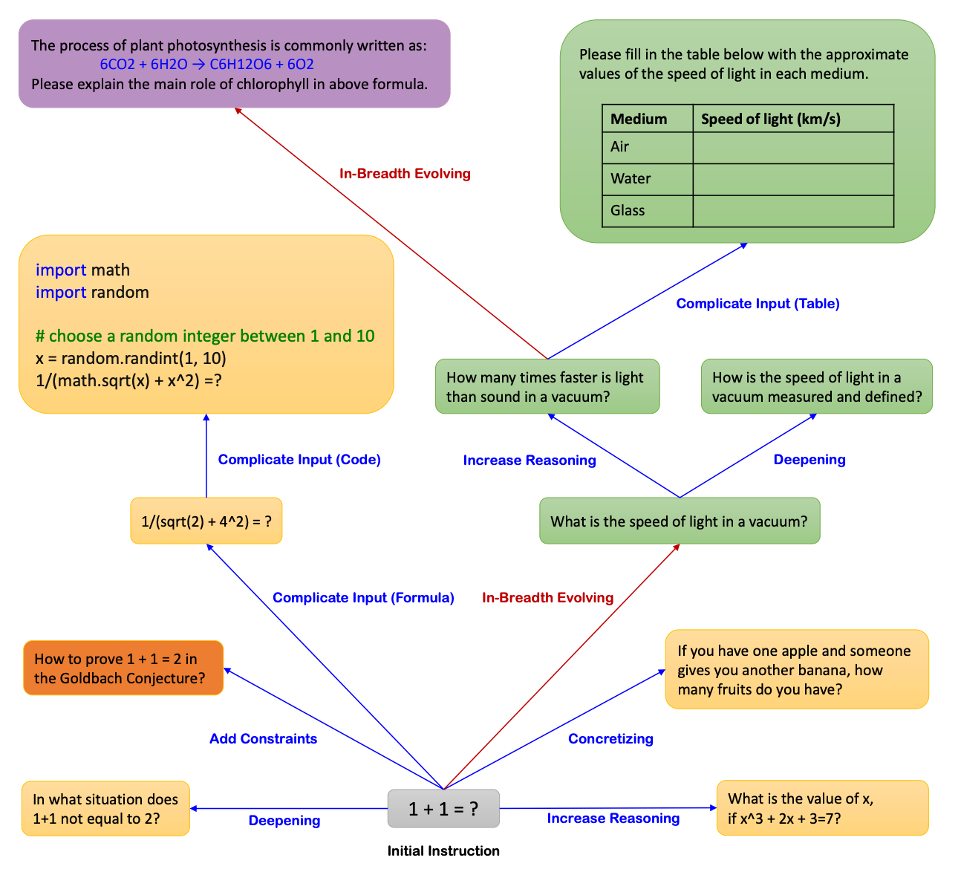 The process of plant photosynthesis is commonly written as:
6CO2 + 6H2O → C6H12O6 + 6O2
Please explain the main role of chlorophyll in above formula.
Please fill in the table below with the approximate
values of the speed of light in each medium.
Medium Speed of light (km/s)
Air
Water
Glass
In-Breadth Evolving
Complicate Input (Table)
import math
import random
# choose a random integer between 1 and 10
x = random.randint(1, 10)
1/(math.sqrt(x) + x^2) =?
How many times faster is light
than sound in a vacuum?
How is the speed of light in a
vacuum measured and defined?
Complicate Input (Code)
Increase Reasoning
Deepening
1/(sqrt(2) + 4^2) = ?
What is the speed of light in a vacuum?
Complicate Input (Formula)
In-Breadth Evolving
How to prove 1 + 1 = 2 in
the Goldbach Conjecture?
If you have one apple and someone
gives you another banana, how
many fruits do you have?
Add Constraints
Concretizing
In what situation does
1+1 not equal to 2?
Deepening
1 + 1 = ?
Increase Reasoning
What is the value of x,
if x^3 + 2x + 3=7?
Initial Instruction